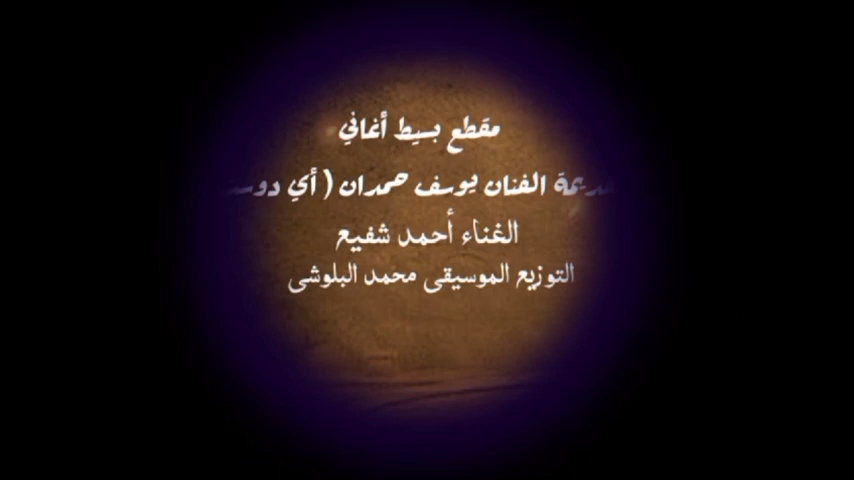 مقطع بسيط أغاني
الفنان يوسف حمدان ( أي
الغناء أحمد شفيع
التوزيع الموسيقى محمد البلوشى